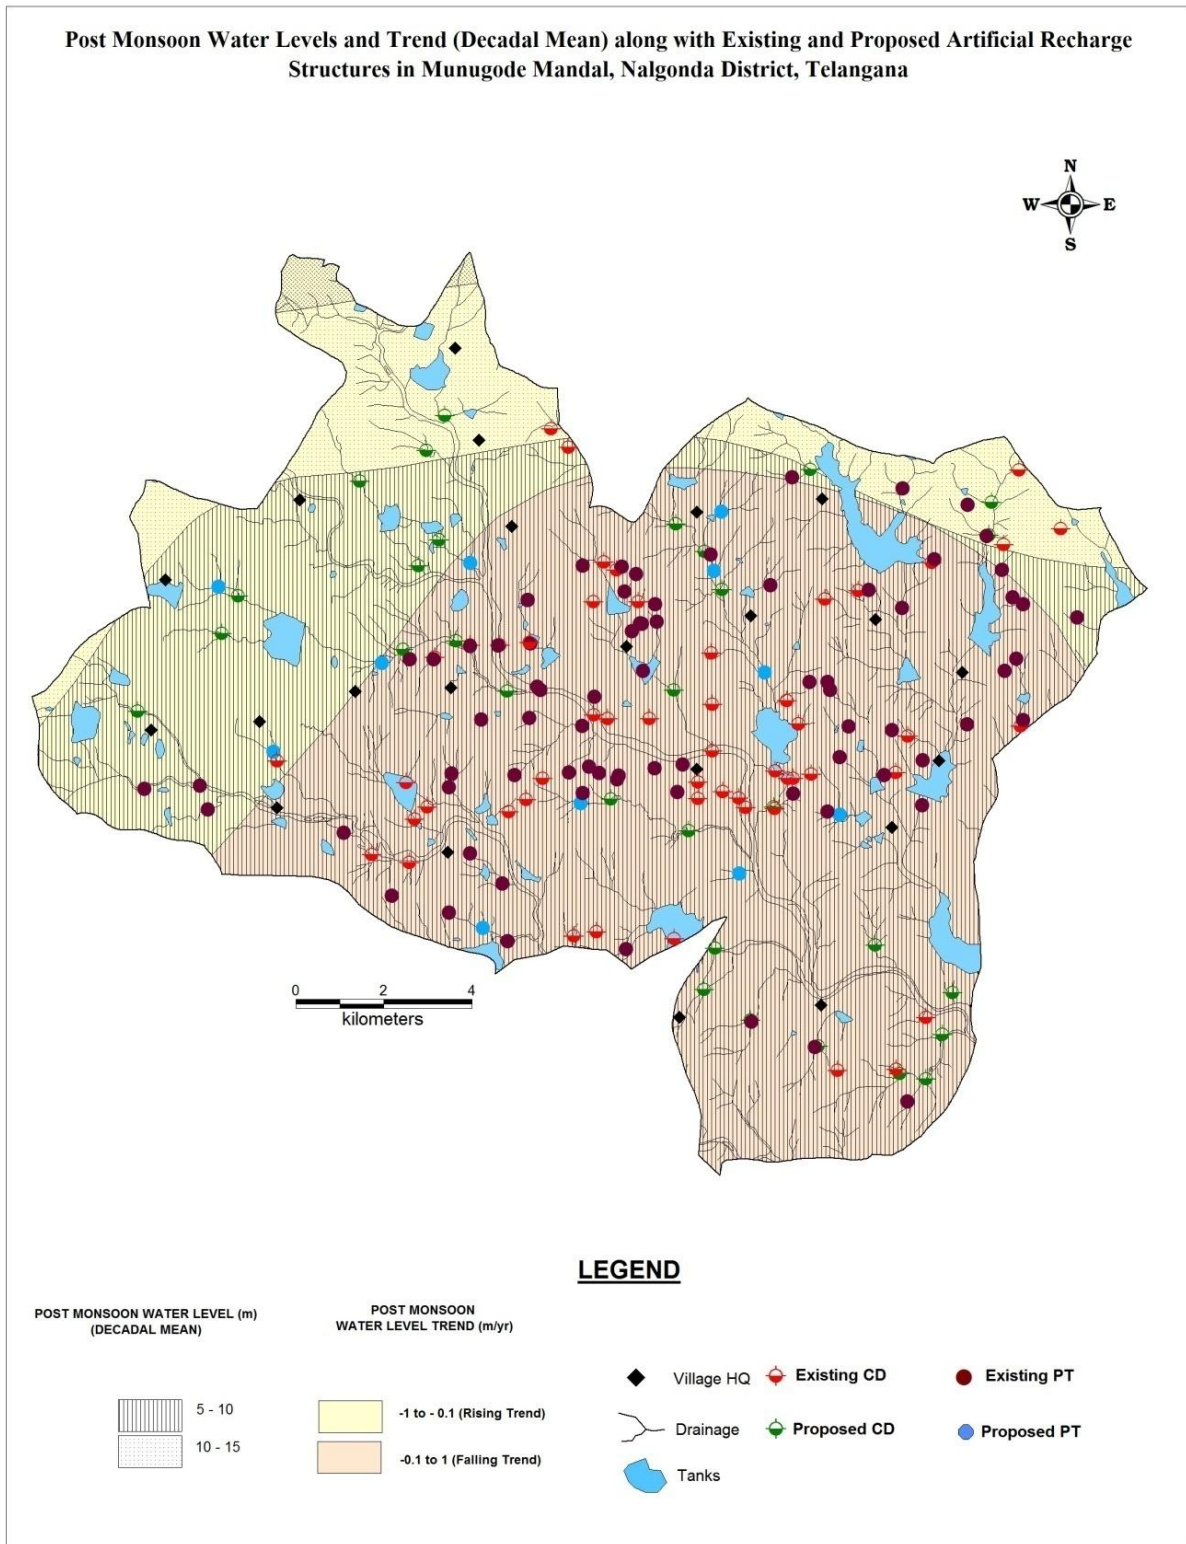 Post Monsoon Water Levels and Trend (Decadal Mean) along with Existing and Proposed Artificial Recharge
Structures in Munugode Mandal, Nalgonda District, Telangana
N
W E
S
0 2 4
kilometers
LEGEND
POST MONSOON WATER LEVEL (m)
(DECADAL MEAN)
5 - 10
10 - 15
POST MONSOON
WATER LEVEL TREND (m/yr)
-1 to - 0.1 (Rising Trend)
-0.1 to 1 (Falling Trend)
Village HQ Existing CD Existing PT
Drainage Proposed CD Proposed PT
Tanks